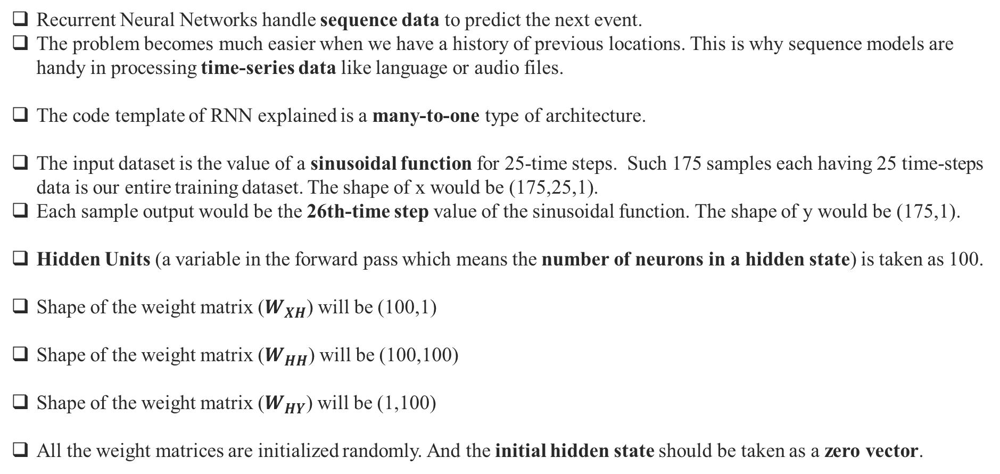 ❑ Recurrent Neural Networks handle sequence data to predict the next event.
❑ The problem becomes much easier when we have a history of previous locations. This is why sequence models are
handy in processing time-series data like language or audio files.
❑ The code template of RNN explained is a many-to-one type of architecture.
❑ The input dataset is the value of a sinusoidal function for 25-time steps.  Such 175 samples each having 25 time-steps
data is our entire training dataset. The shape of x would be (175,25,1).
❑ Each sample output would be the 26th-time step value of the sinusoidal function. The shape of y would be (175,1).
❑ Hidden Units (a variable in the forward pass which means the number of neurons in a hidden state) is taken as 100.
❑ Shape of the weight matrix (W_XH) will be (100,1)
❑ Shape of the weight matrix (W_HH) will be (100,100)
❑ Shape of the weight matrix (W_HY) will be (1,100)
❑ All the weight matrices are initialized randomly. And the initial hidden state should be taken as a zero vector.